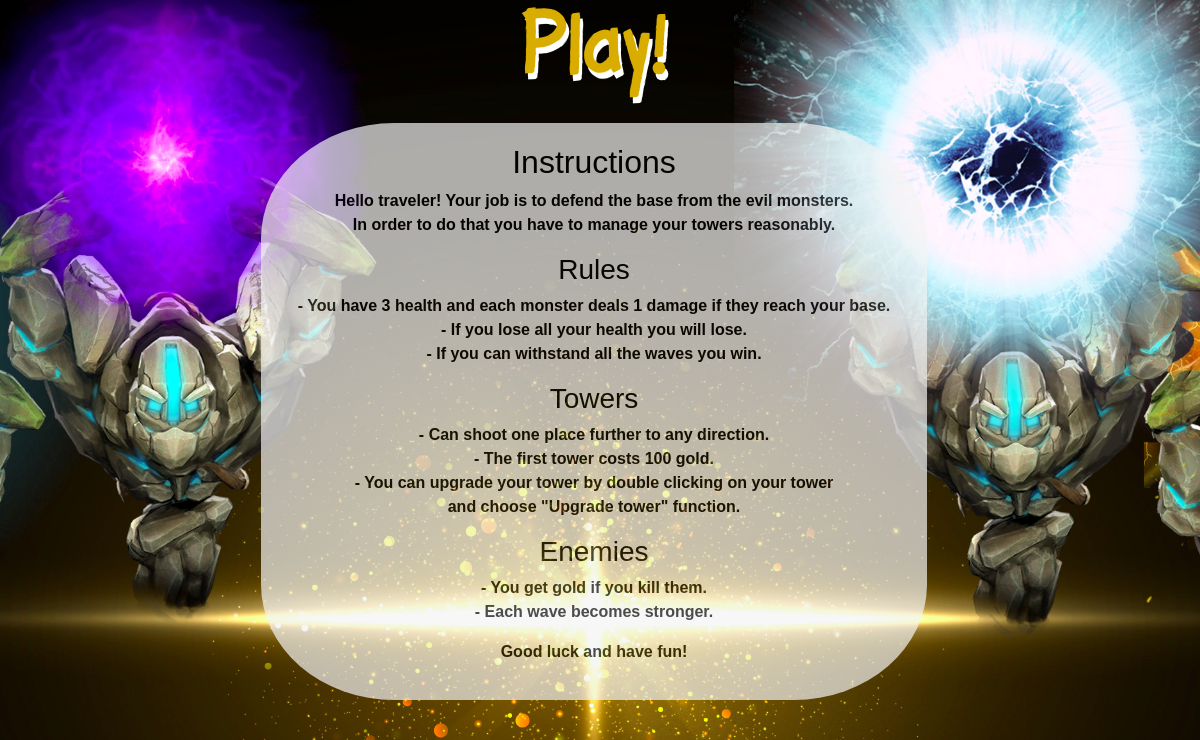 Play!
Instructions
Hello traveler! Your job is to defend the base from the evil monsters.
In order to do that you have to manage your towers reasonably.
Rules
- You have 3 health and each monster deals 1 damage if they reach your base.
- If you lose all your health you will lose.
- If you can withstand all the waves you win.
Towers
- Can shoot one place further to any direction.
- The first tower costs 100 gold.
- You can upgrade your tower by double clicking on your tower
and choose "Upgrade tower" function.
Enemies
- You get gold if you kill them.
- Each wave becomes stronger.
Good luck and have fun!